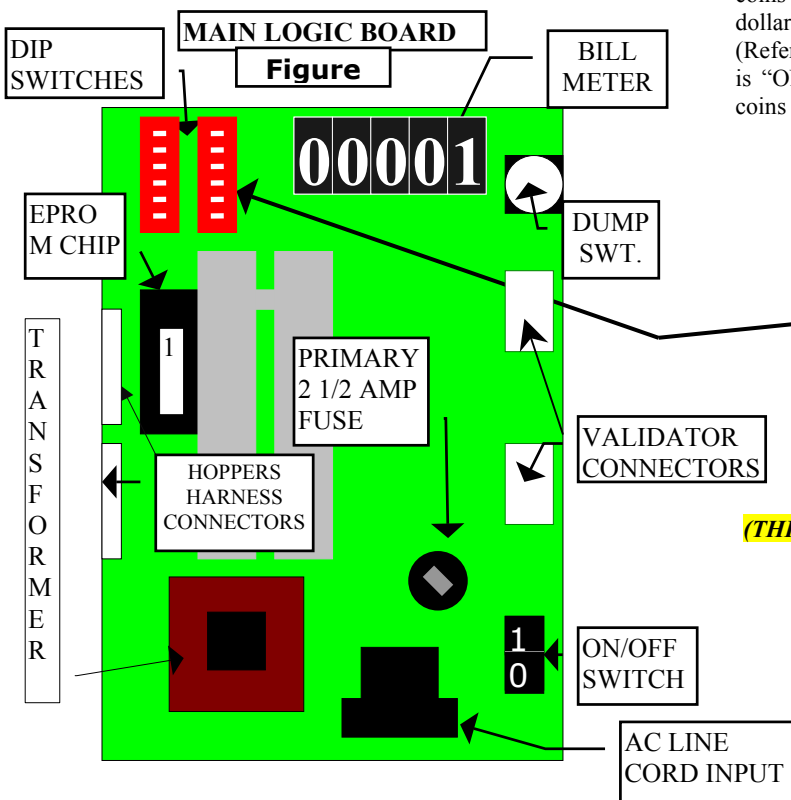 coins
dollar
(Refer
is "O
coins
MAIN LOGIC BOARD
Figure
DIP
SWITCHES
BILL
METER
00001
EPRO
M CHIP
DUMP
SWT.
1
T
R
A
N
S
F
O
R
M
E
R
PRIMARY
2 1/2 AMP
FUSE
HOPPERS
HARNESS
CONNECTORS
VALIDATOR
CONNECTORS
(TH
1
0
ON/OFF
SWITCH
AC LINE
CORD INPUT